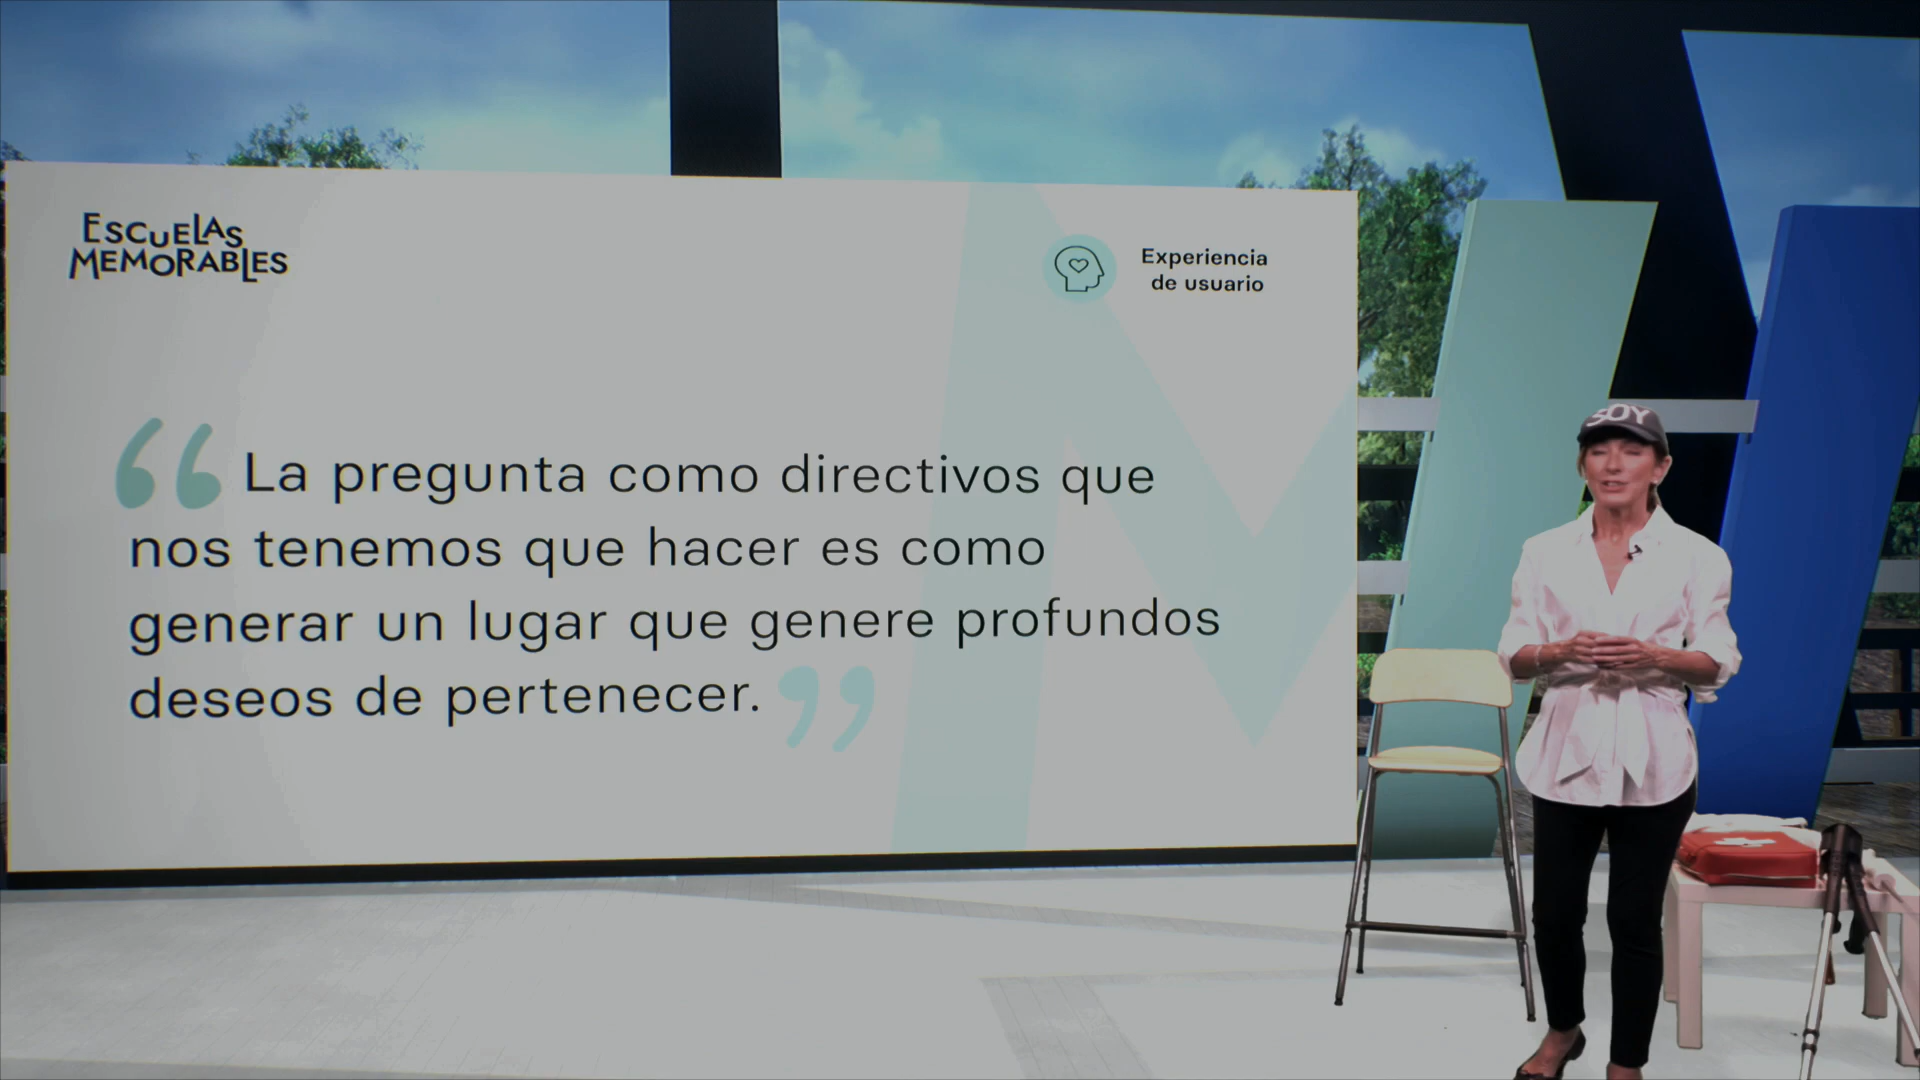 ESCUELAS
MEMORABLES
Experiencia
de usuario
“La pregunta como directivos que
nos tenemos que hacer es como
generar un lugar que genere profundos
deseos de pertenecer.”
SOY